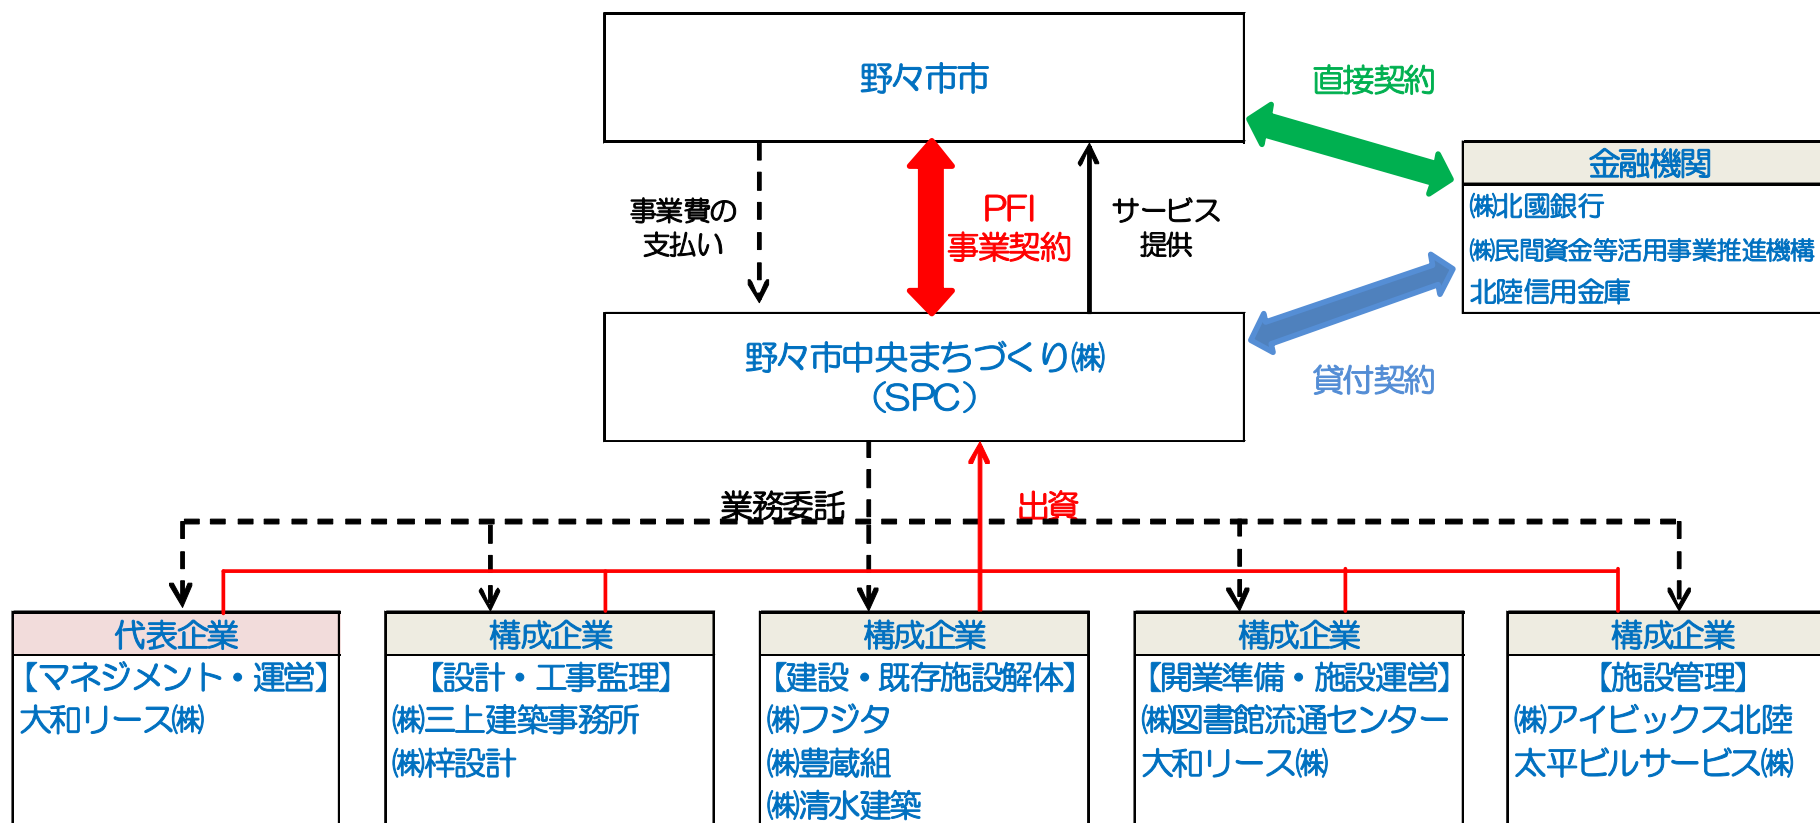 野々市市
直接契約
金融機関
㈱北國銀行
㈱民間資金等活用事業推進機構
北陸信用金庫
事業費の
支払い
PFI
事業契約
サービス
提供
野々市中央まちづくり㈱
（SPC）
貸付契約
業務委託
出資
代表企業
【マネジメント・運営】
大和リース㈱
構成企業
【設計・工事監理】
㈱三上建築事務所
㈱梓設計
構成企業
【建設・既存施設解体】
㈱フジタ
㈱豊蔵組
㈱清水建築
構成企業
【開業準備・施設運営】
㈱図書館流通センター
大和リース㈱
構成企業
【施設管理】
㈱アイビックス北陸
太平ビルサービス㈱